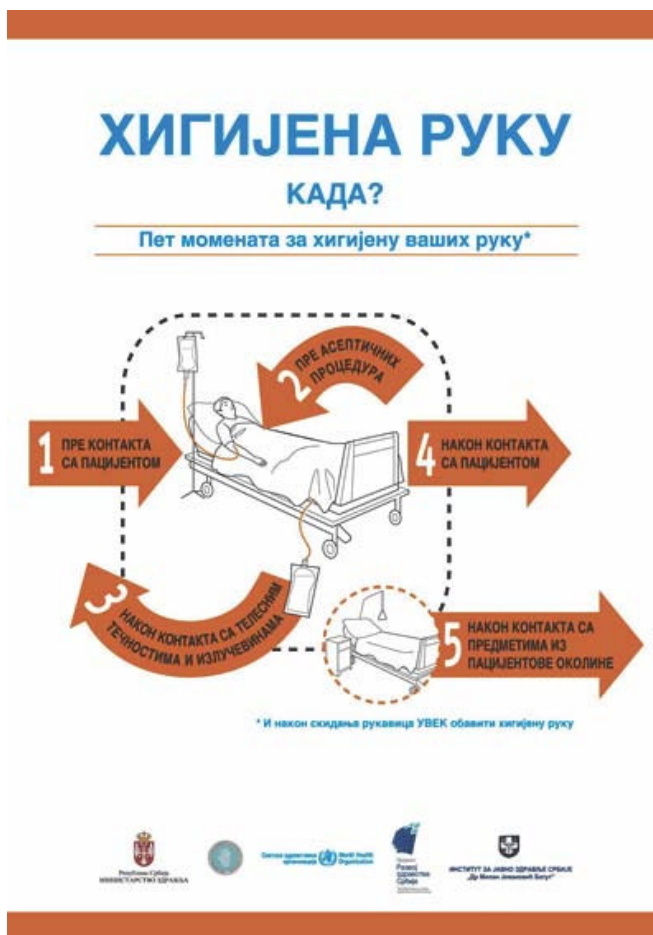 ХИГИЈЕНА РУКУ
КАДА?
Пет момената за хигијену ваших руку*
2 ПРЕ АСЕПТИЧНИХ
ПРОЦЕДУРА
1 ПРЕ КОНТАКТА
СА ПАЦИЈЕНТОМ
4 НАКОН КОНТАКТА
СА ПАЦИЈЕНТОМ
3 НАКОН КОНТАКТА СА ТЕЛЕСНИМ
ТЕЧНОСТИМА И ИЗЛУЧЕВИНАМА
5 НАКОН КОНТАКТА СА
ПРЕДМЕТИМА ИЗ
ПАЦИЈЕНТОВЕ ОКОЛИНЕ
* И након скидања рукавица УВЕК обавити хигијену руку
Република Србија
МИНИСТАРСТВО ЗДРАВЉА
Светска здравствена
организација
World Health
Organization
Развој
здравства
Србије
ИНСТИТУТ ЗА ЈАВНО ЗДРАВЉЕ СРБИЈЕ
„Др Милан Јовановић Батут"